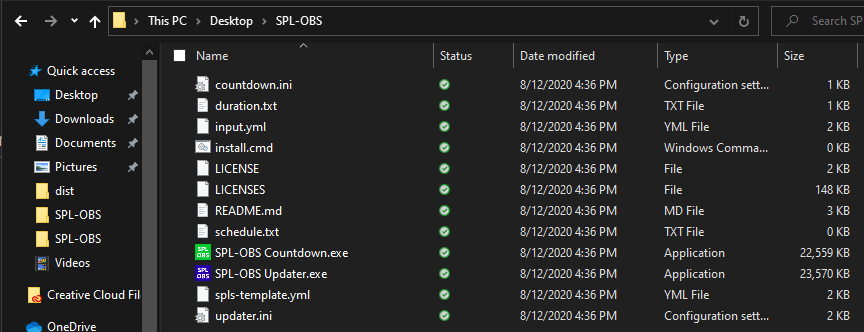 This PC > Desktop > SPL-OBS
Search SP
Name Status Date modified Type Size
Quick access
Desktop
Downloads
Documents
Pictures
dist
SPL-OBS
SPL-OBS
Videos
Creative Cloud File
OneDrive
countdown.ini 8/12/2020 4:36 PM Configuration sett... 1 KB
duration.txt 8/12/2020 4:36 PM TXT File 1 KB
input.yml 8/12/2020 4:36 PM YML File 2 KB
install.cmd 8/12/2020 4:36 PM Windows Comma... 0 KB
LICENSE 8/12/2020 4:36 PM File 2 KB
LICENSES 8/12/2020 4:36 PM File 148 KB
README.md 8/12/2020 4:36 PM MD File 3 KB
schedule.txt 8/12/2020 4:36 PM TXT File 0 KB
SPL OBS SPL-OBS Countdown.exe 8/12/2020 4:36 PM Application 22,559 KB
SPL OBS SPL-OBS Updater.exe 8/12/2020 4:36 PM Application 23,570 KB
spls-template.yml 8/12/2020 4:36 PM YML File 2 KB
updater.ini 8/12/2020 4:36 PM Configuration sett... 2 KB